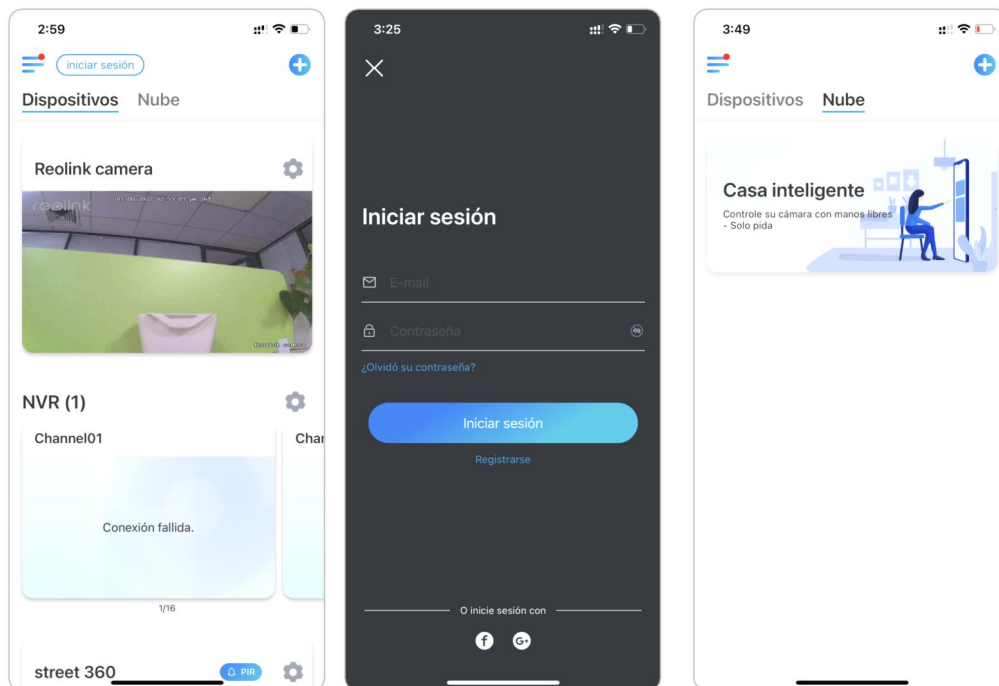 2:59
iniciar sesión
Dispositivos Nube
Reolink camera
reolink
NVR (1)
Channel01
Conexión fallida.
1/16
street 360
PIR
3:25
Iniciar sesión
E-mail
Contraseña
¿Olvidó su contraseña?
Iniciar sesión
Registrarse
O inicie sesión con
3:49
Dispositivos Nube
Casa inteligente
Controle su cámara con manos libres
- Solo pida